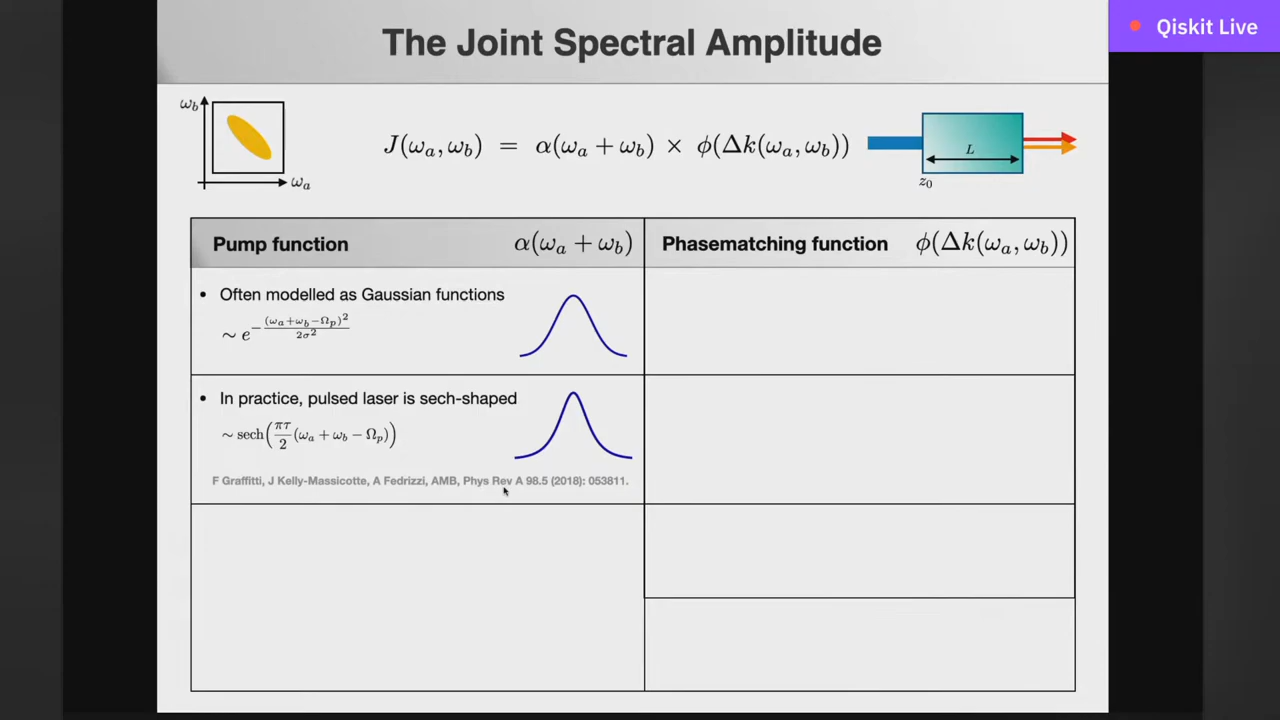 Qiskit Live
The Joint Spectral Amplitude
ω_b
ω_a
J(ω_a, ω_b) = α(ω_a + ω_b) × ϕ(Δk(ω_a, ω_b))
L
z_0
Pump function α(ω_a + ω_b)
Phasematching function ϕ(Δk(ω_a, ω_b))
• Often modelled as Gaussian functions
∼ e^{−(ω_a+ω_b−Ω_p)^2 / 2σ^2}
• In practice, pulsed laser is sech-shaped
∼ sech(πτ/2 (ω_a + ω_b − Ω_p))
F Graffitti, J Kelly-Massicotte, A Fedrizzi, AMB, Phys Rev A 98.5 (2018): 053811.